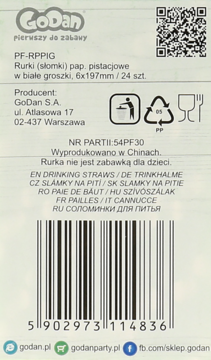 GoDan
pierwszy do zabawy
PF-RPPIG
Rurki (słomki) pap. pistacjowe
w białe groszki, 6x197mm / 24 szt.
Producent:
GoDan S.A.
ul. Atlasowa 17
02-437 Warszawa
05
PP
NR PARTII:54PF30
Wyprodukowano w Chinach.
Rurka nie jest zabawką dla dzieci.
EN DRINKING STRAWS / DE TRINKHALME
CZ SLÁMKY NA PITÍ / SK SLAMKY NA PITIE
RO PAIE DE BĂUT / HU SZÍVÓSZÁLAK
FR PAILLES / IT CANNUCCE
RU СОЛОМИНКИ ДЛЯ ПИТЬЯ
5 902973 114836
godan.pl
godanparty.pl
fb.com/sklep.godan